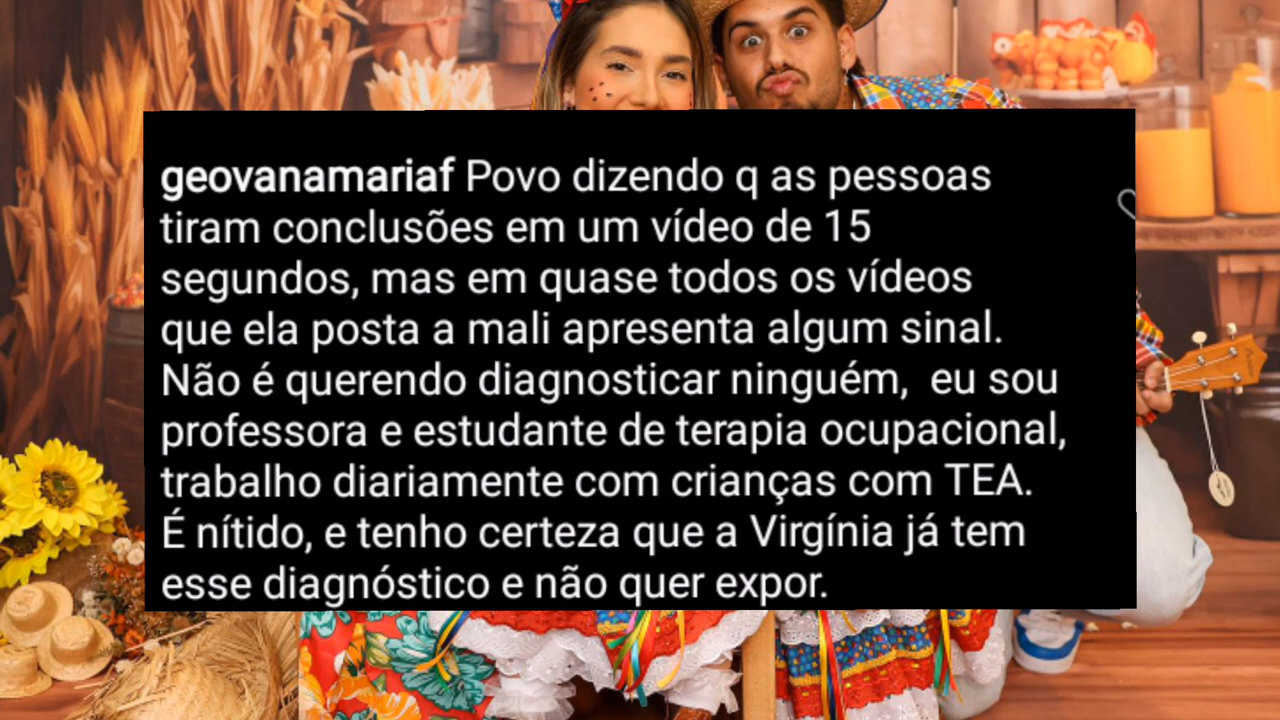 geovanamariaf Povo dizendo q as pessoas
tiram conclusões em um vídeo de 15
segundos, mas em quase todos os vídeos
que ela posta a mali apresenta algum sinal.
Não é querendo diagnosticar ninguém,  eu sou
professora e estudante de terapia ocupacional,
trabalho diariamente com crianças com TEA.
É nítido, e tenho certeza que a Virgínia já tem
esse diagnóstico e não quer expor.